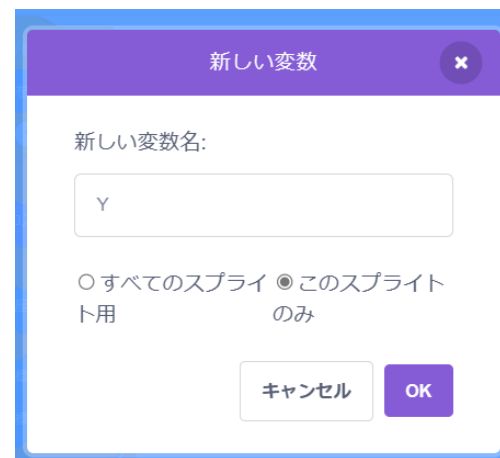 新しい変数
新しい変数名:
Y
すべてのスプライ
ト用
このスプライト
のみ
キャンセル
OK